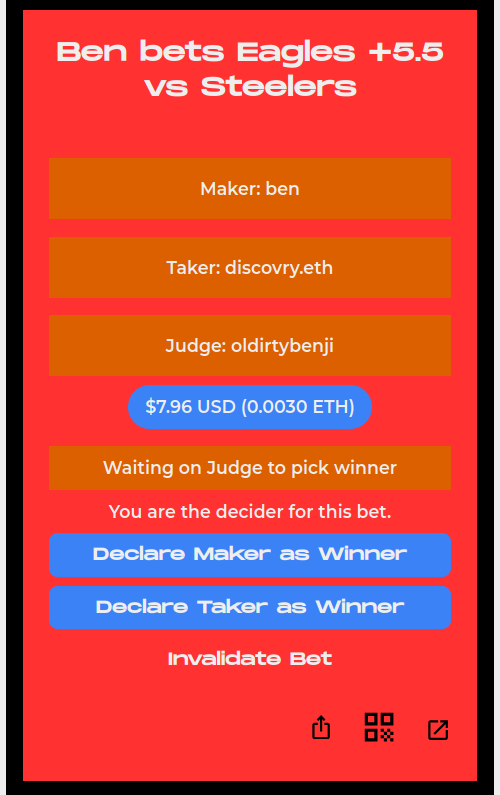 Ben bets Eagles +5.5
vs Steelers
Maker: ben
Taker: discovry.eth
Judge: oldirtybenji
$7.96 USD (0.0030 ETH)
Waiting on Judge to pick winner
You are the decider for this bet.
Declare Maker as Winner
Declare Taker as Winner
Invalidate Bet